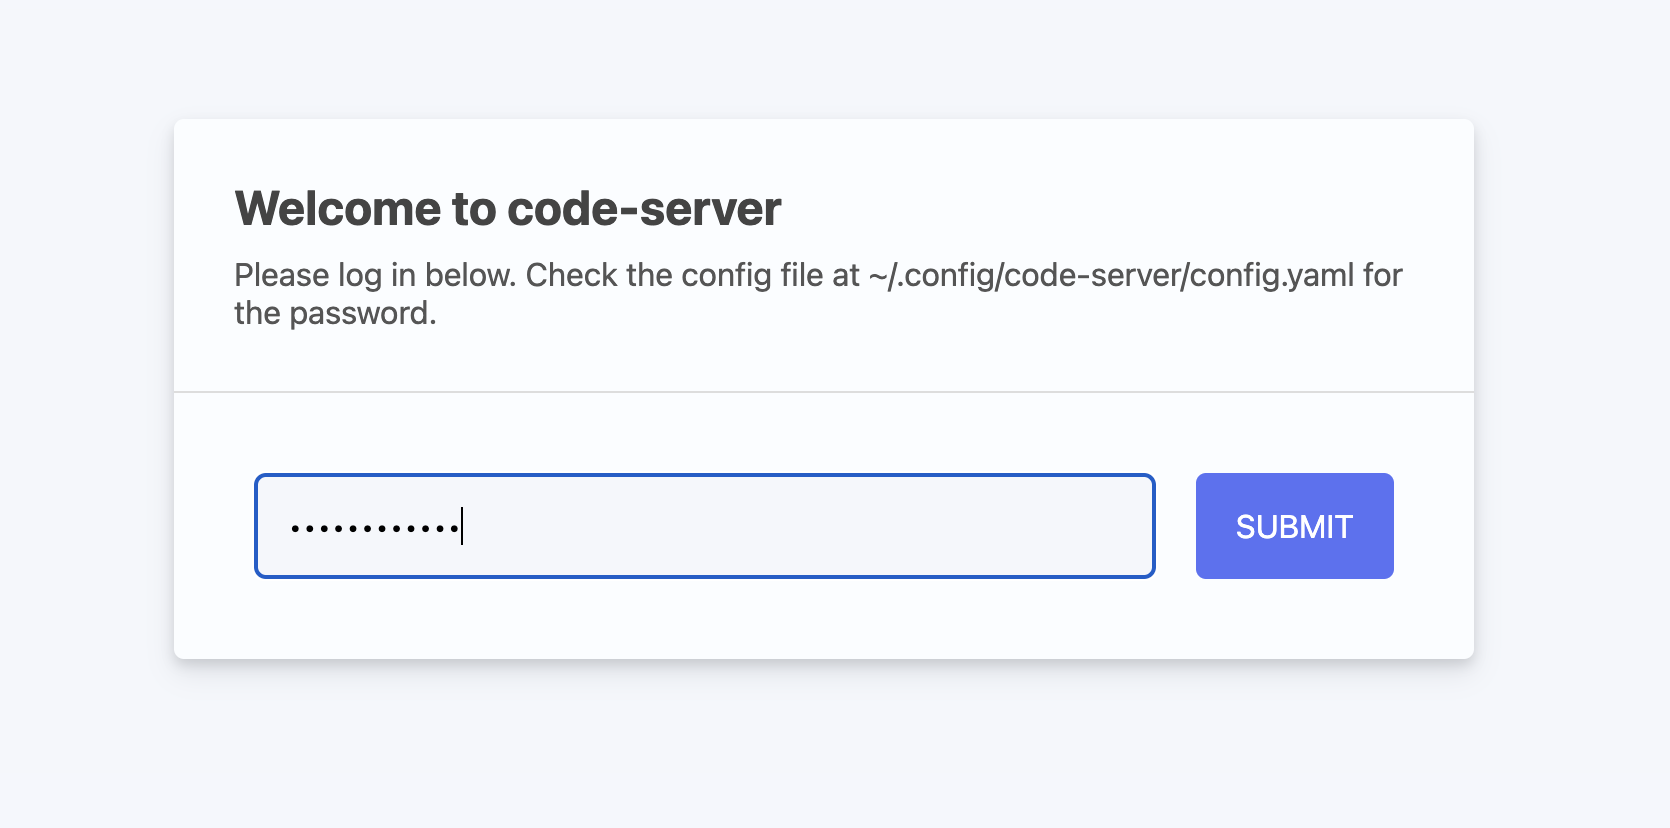 Welcome to code-server
Please log in below. Check the config file at ~/.config/code-server/config.yaml for
the password.
••••••••••••
SUBMIT